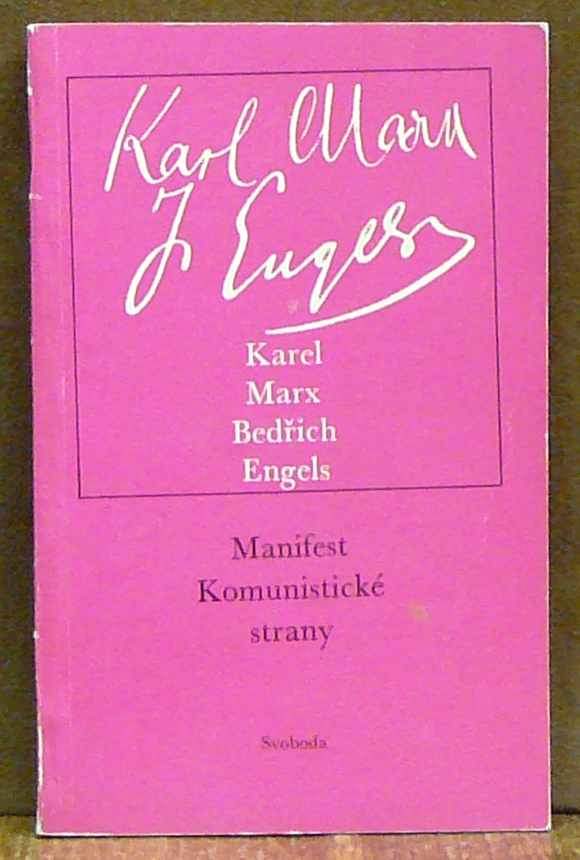 Karl Marx
F Engels
Karel
Marx
Bedřich
Engels
Manifest
Komunistické
strany
Svoboda